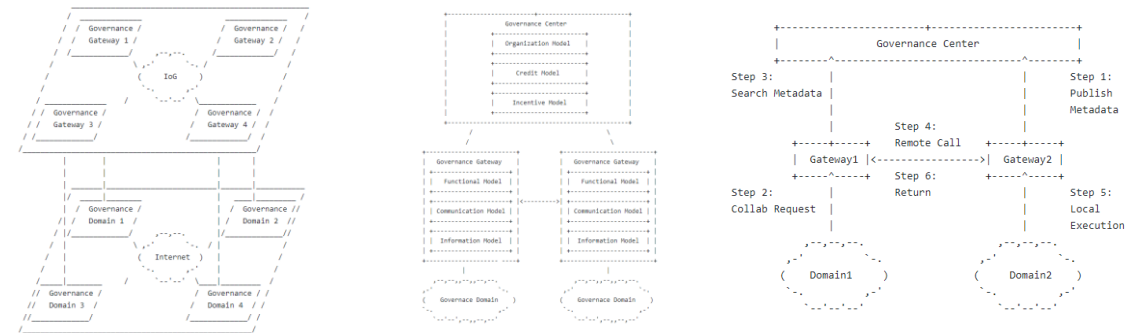 Governance
Gateway 1
Governance
Gateway 2
IoG
Governance
Gateway 3
Governance
Gateway 4
Governance
Domain 1
Governance
Domain 2
Internet
Governance
Domain 3
Governance
Domain 4
Governance Center
Organization Model
Credit Model
Incentive Model
Governance Gateway
Functional Model
Communication Model
Information Model
Governace Domain
Governance Gateway
Functional Model
Communication Model
Information Model
Governace Domain
Governance Center
Step 3:
Search Metadata
Step 1:
Publish
Metadata
Step 4:
Remote Call
Gateway1
Gateway2
Step 6:
Return
Step 2:
Collab Request
Step 5:
Local
Execution
Domain1
Domain2